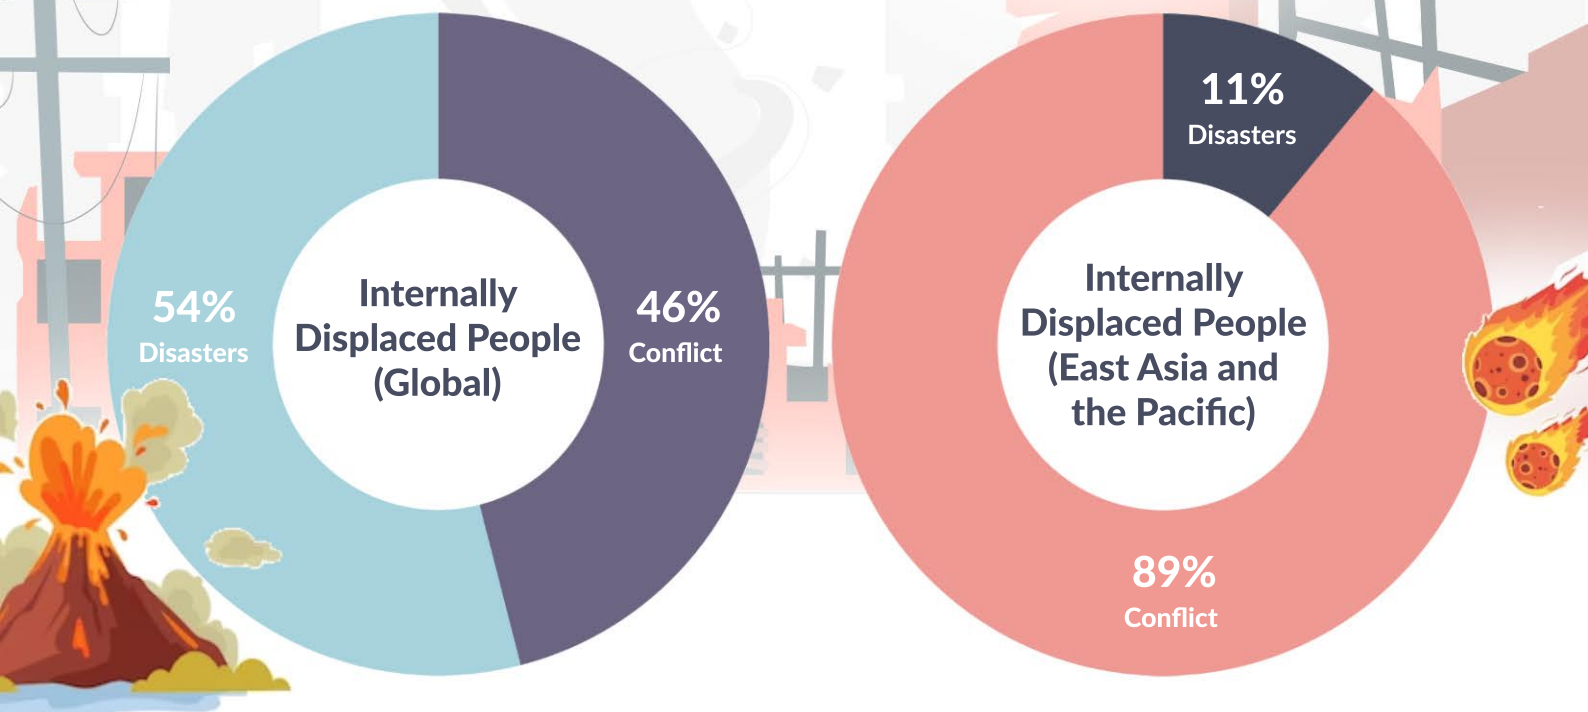 54%
Disasters
Internally
Displaced People
(Global)
46%
Conflict
11%
Disasters
Internally
Displaced People
(East Asia and
the Pacific)
89%
Conflict